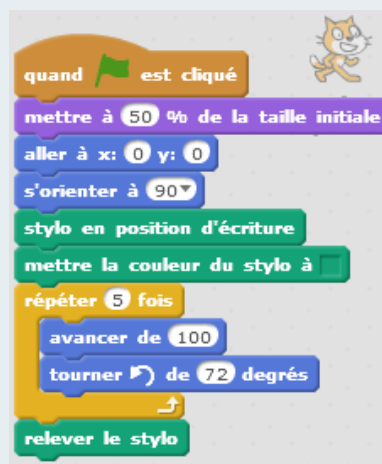 quand est cliqué
mettre à 50 % de la taille initiale
aller à x: 0 y: 0
s'orienter à 90
stylo en position d'écriture
mettre la couleur du stylo à
répéter 5 fois
avancer de 100
tourner de 72 degrés
relever le stylo